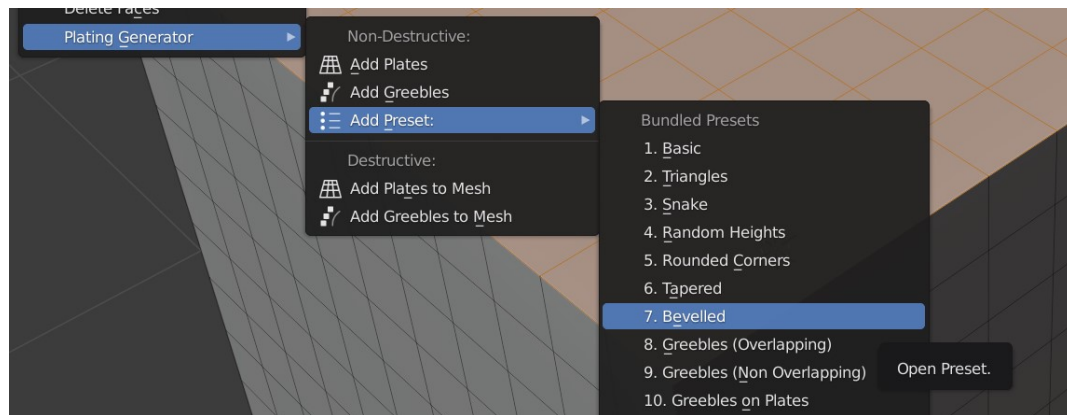 Delete Faces
Plating Generator
Non-Destructive:
Add Plates
Add Greebles
Add Preset:
Destructive:
Add Plates to Mesh
Add Greebles to Mesh
Bundled Presets
1. Basic
2. Triangles
3. Snake
4. Random Heights
5. Rounded Corners
6. Tapered
7. Bevelled
8. Greebles (Overlapping)
9. Greebles (Non Overlapping)
10. Greebles on Plates
Open Preset.